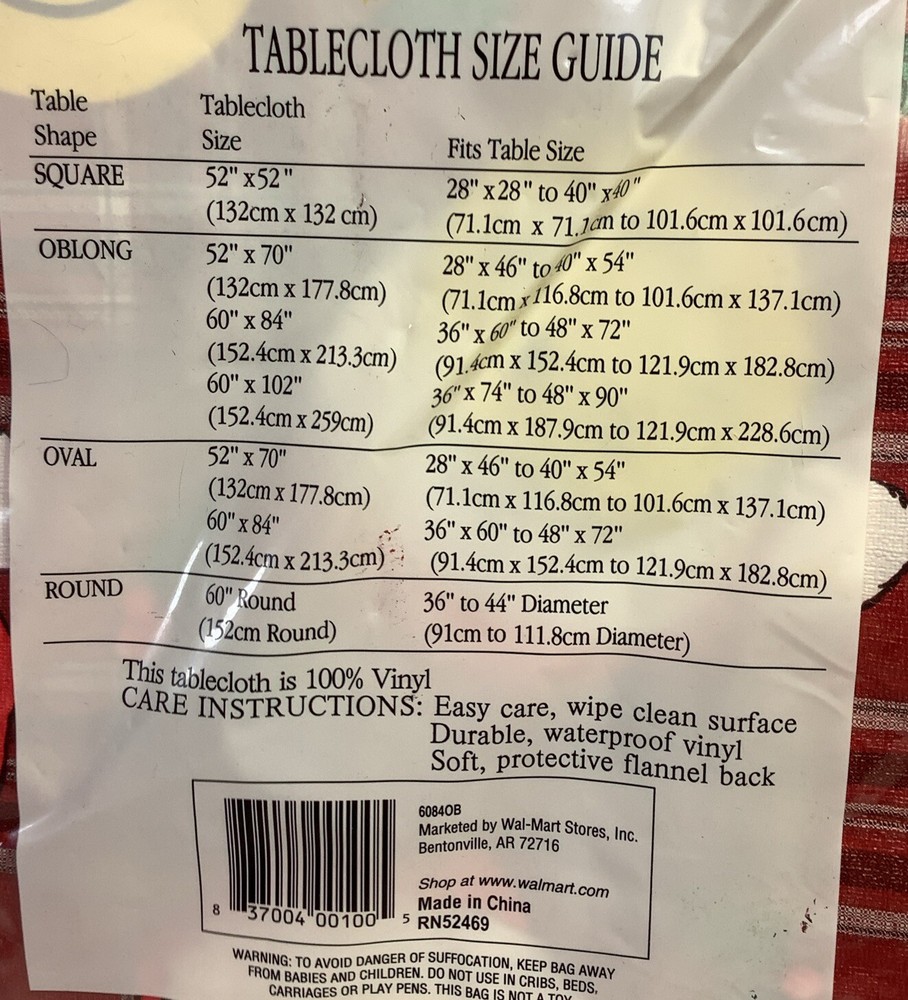 TABLECLOTH SIZE GUIDE
Table Shape Tablecloth Size Fits Table Size
SQUARE 52" x52" 28" x28" to 40" x40"
(132cm x 132 cm) (71.1cm x 71.1cm to 101.6cm x 101.6cm)
OBLONG 52" x 70" 28" x 46" to 40" x 54"
(132cm x 177.8cm) (71.1cm x 116.8cm to 101.6cm x 137.1cm)
60" x 84" 36" x 60" to 48" x 72"
(152.4cm x 213.3cm) (91.4cm x 152.4cm to 121.9cm x 182.8cm)
60" x 102" 36" x 74" to 48" x 90"
(152.4cm x 259cm) (91.4cm x 187.9cm to 121.9cm x 228.6cm)
OVAL 52" x 70" 28" x 46" to 40" x 54"
(132cm x 177.8cm) (71.1cm x 116.8cm to 101.6cm x 137.1cm)
60" x 84" 36" x 60" to 48" x 72"
(152.4cm x 213.3cm) (91.4cm x 152.4cm to 121.9cm x 182.8cm)
ROUND 60" Round 36" to 44" Diameter
(152cm Round) (91cm to 111.8cm Diameter)
This tablecloth is 100% Vinyl
CARE INSTRUCTIONS: Easy care, wipe clean surface
Durable, waterproof vinyl
Soft, protective flannel back
6084OB
Marketed by Wal-Mart Stores, Inc.
Bentonville, AR 72716
Shop at www.walmart.com
Made in China
RN52469
8 37004 00100 5
WARNING: TO AVOID DANGER OF SUFFOCATION, KEEP BAG AWAY
FROM BABIES AND CHILDREN. DO NOT USE IN CRIBS, BEDS,
CARRIAGES OR PLAY PENS. THIS BAG IS NOT A TOY